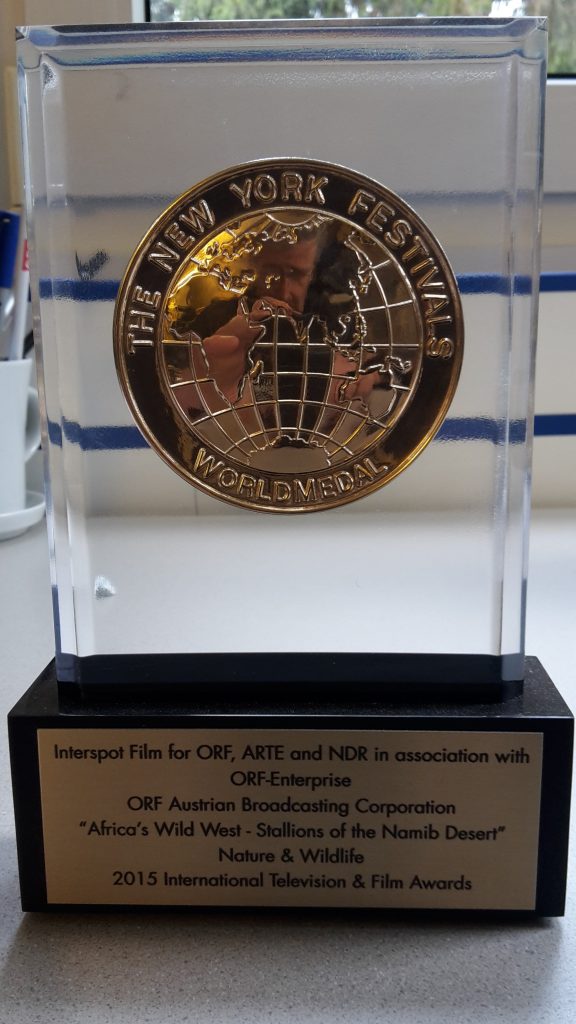 THE NEW YORK FESTIVALS
WORLDMEDAL
Interspot Film for ORF, ARTE and NDR in association with
ORF-Enterprise
ORF Austrian Broadcasting Corporation
“Africa’s Wild West - Stallions of the Namib Desert”
Nature & Wildlife
2015 International Television & Film Awards